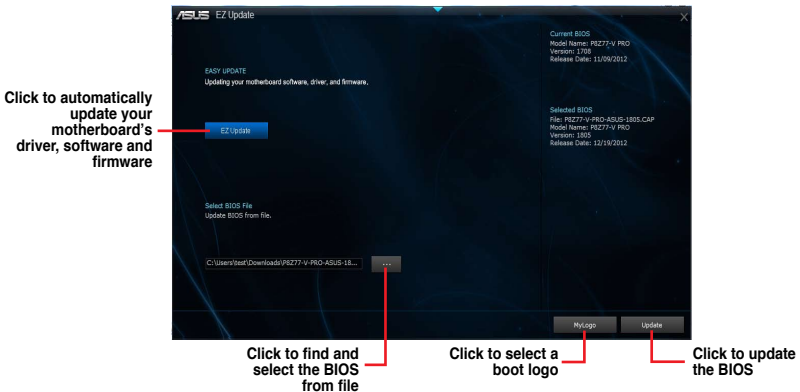 ASUS EZ Update
X
Current BIOS
Model Name: P8Z77-V PRO
Version: 1708
Release Date: 11/09/2012
EASY UPDATE
Updating your motherboard software, driver, and firmware.
Click to automatically
update your
motherboard's
driver, software and
firmware
EZ Update
Selected BIOS
File: P8Z77-V-PRO-ASUS-1805.CAP
Model Name: P8Z77-V PRO
Version: 1805
Release Date: 12/19/2012
Select BIOS File
Update BIOS from file.
C:\Users\test\Downloads\P8Z77-V-PRO-ASUS-18...
...
MyLogo
Update
Click to find and
select the BIOS
from file
Click to select a
boot logo
Click to update
the BIOS